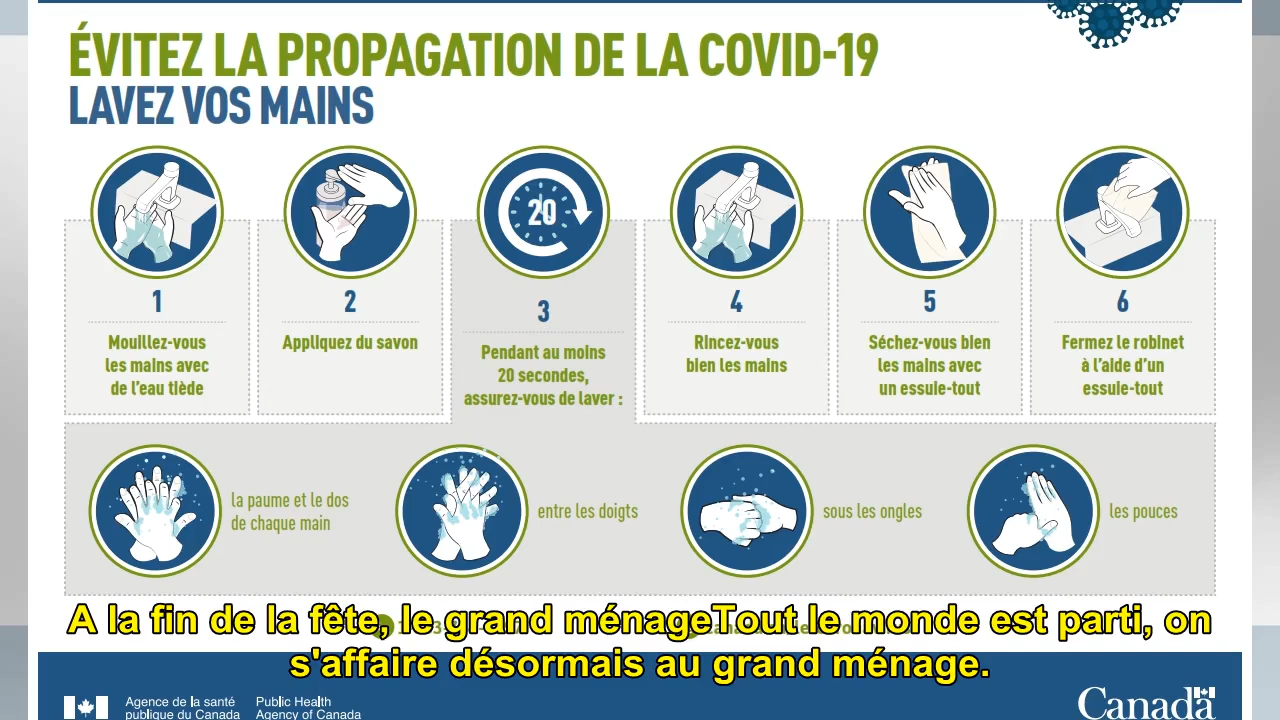 ÉVITEZ LA PROPAGATION DE LA COVID-19
LAVEZ VOS MAINS
20
1
Mouillez-vous
les mains avec
de l'eau tiède
2
Appliquez du savon
3
Pendant au moins
20 secondes,
assurez-vous de laver :
4
Rincez-vous
bien les mains
5
Séchez-vous bien
les mains avec
un essuie-tout
6
Fermez le robinet
à l'aide d'un
essuie-tout
la paume et le dos
de chaque main
entre les doigts
sous les ongles
les pouces
A la fin de la fête, le grand ménage.Tout le monde est parti, on
s'affaire désormais au grand ménage.
Agence de la santé
publique du Canada
Public Health
Agency of Canada
Canada